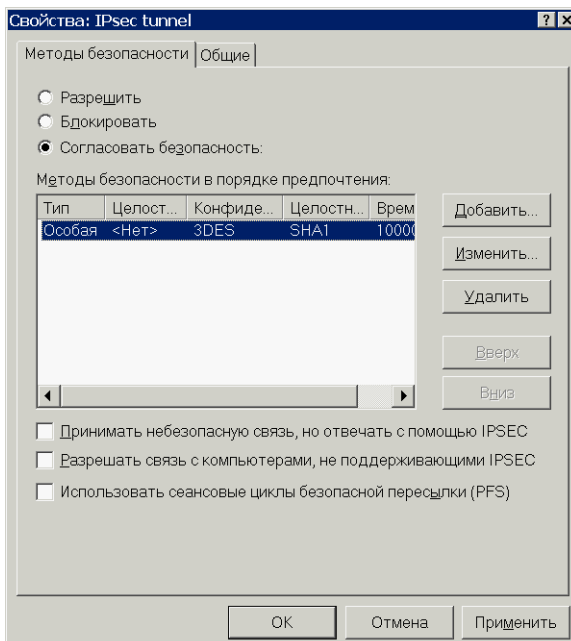 Свойства: IPsec tunnel
Методы безопасности Общие
Разрешить
Блокировать
Согласовать безопасность:
Методы безопасности в порядке предпочтения:
Тип Целост... Конфиде... Целостн... Врем
Особая <Нет> 3DES SHA1 10000
Добавить...
Изменить...
Удалить
Вверх
Вниз
Принимать небезопасную связь, но отвечать с помощью IPSEC
Разрешать связь с компьютерами, не поддерживающими IPSEC
Использовать сеансовые циклы безопасной пересылки (PFS)
OK Отмена Применить